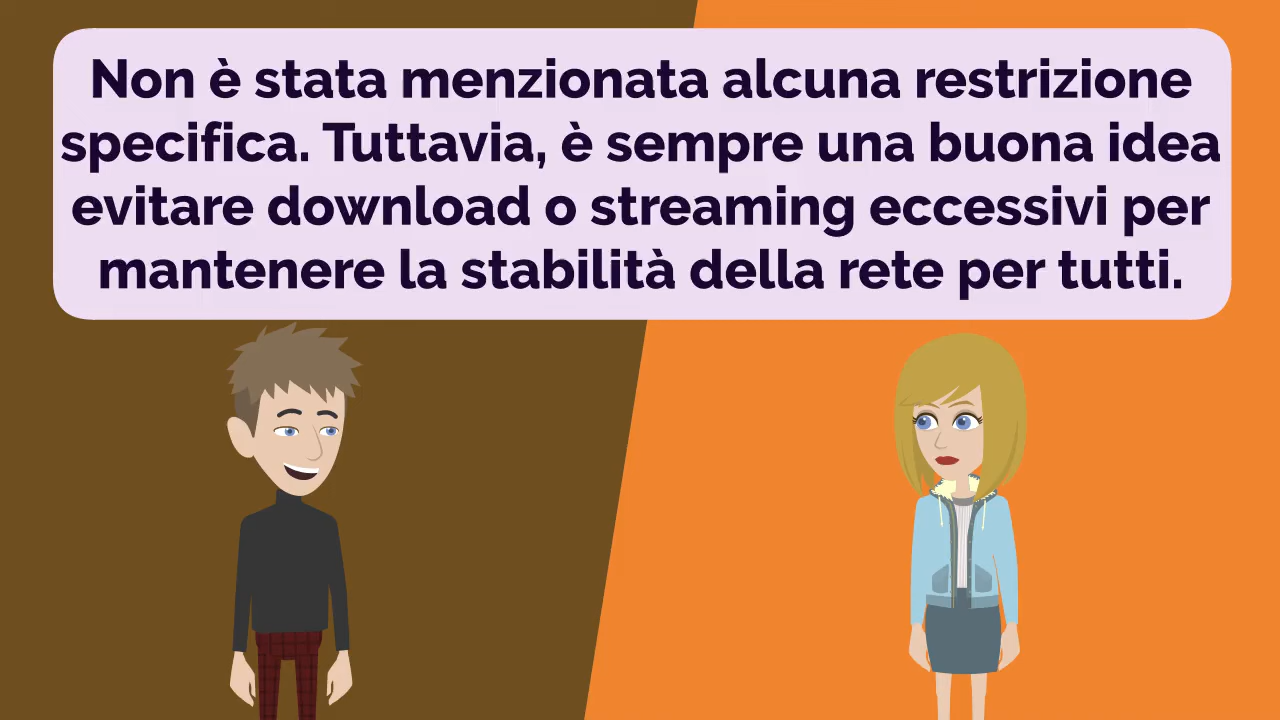 Non è stata menzionata alcuna restrizione
specifica. Tuttavia, è sempre una buona idea
evitare download o streaming eccessivi per
mantenere la stabilità della rete per tutti.